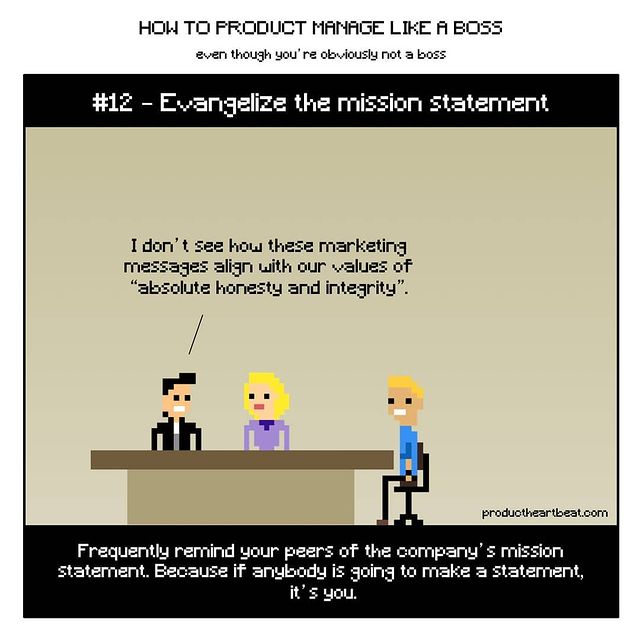 HOW TO PRODUCT MANAGE LIKE A BOSS
even though you're obviously not a boss
#12 - Evangelize the mission statement
I don't see how these marketing
messages align with our values of
"absolute honesty and integrity".
productheartbeat.com
Frequently remind your peers of the company's mission
statement. Because if anybody is going to make a statement,
it's you.